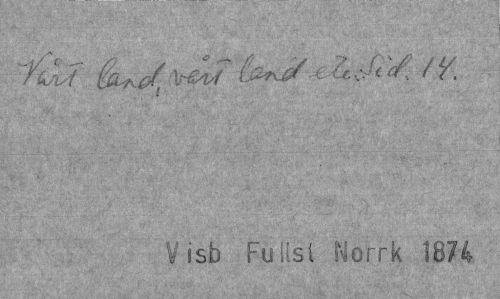 Vårt land, vårt land etc. Sid. 14.
Visb Fullst Norrk 1874